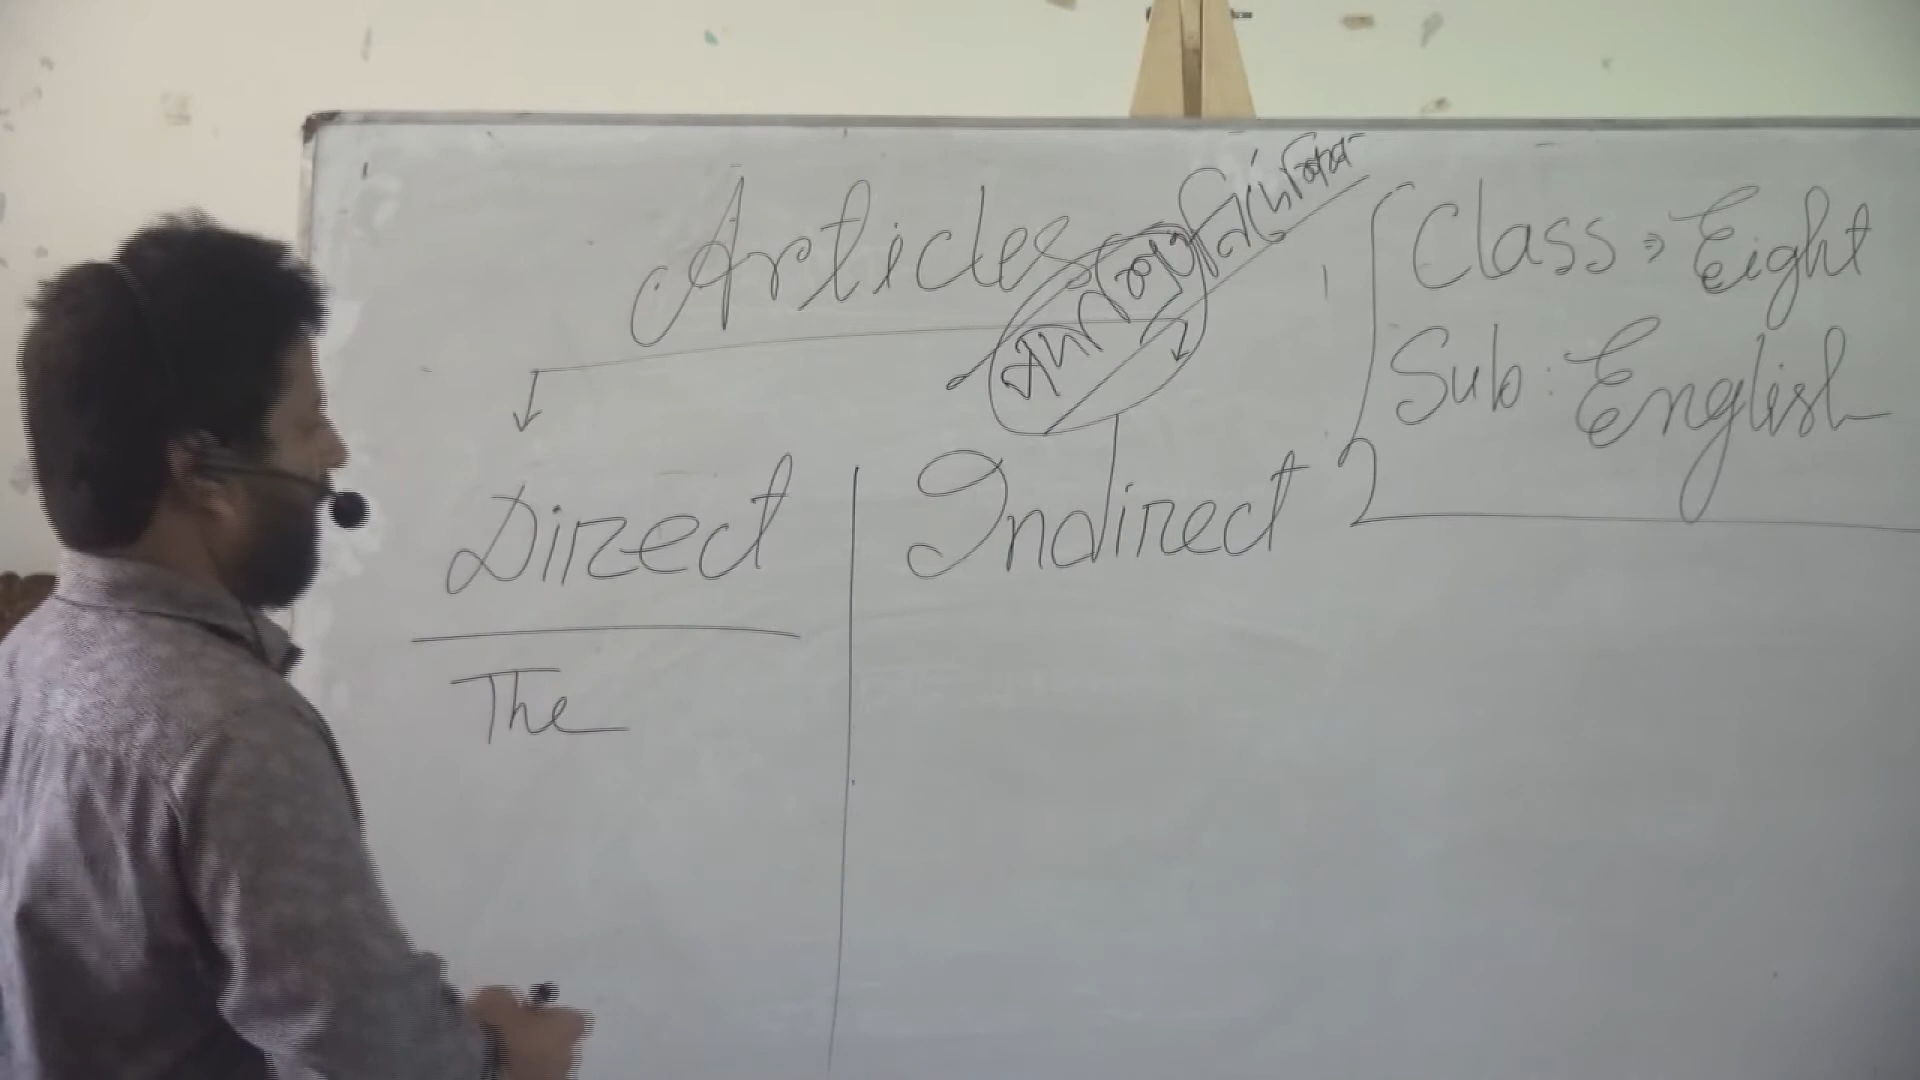 Articles
Class: Eight
Sub: English
Direct
Indirect
The